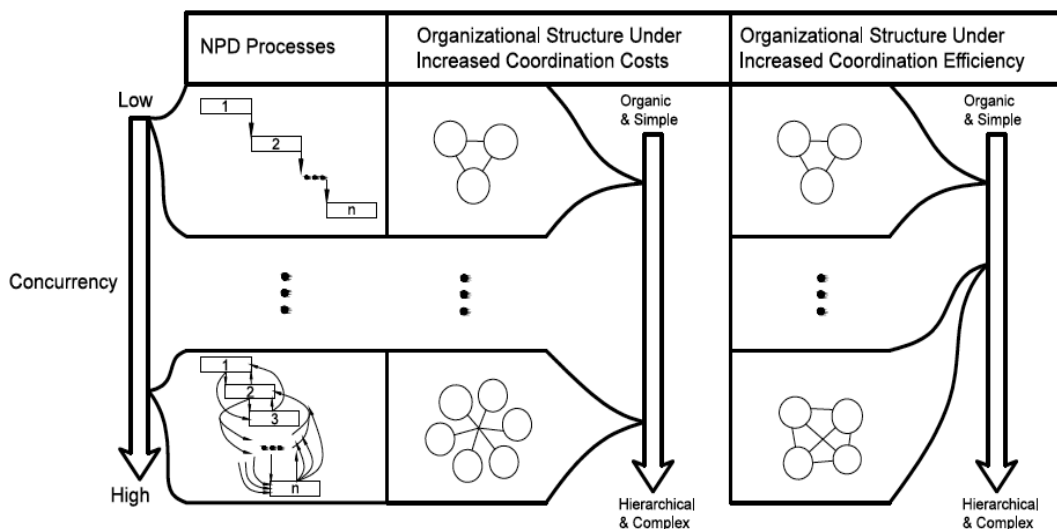 NPD Processes
Organizational Structure Under
Increased Coordination Costs
Organizational Structure Under
Increased Coordination Efficiency
Low
1
2
n
Organic
& Simple
Organic
& Simple
Concurrency
1
2
3
n
High
Hierarchical
& Complex
Hierarchical
& Complex